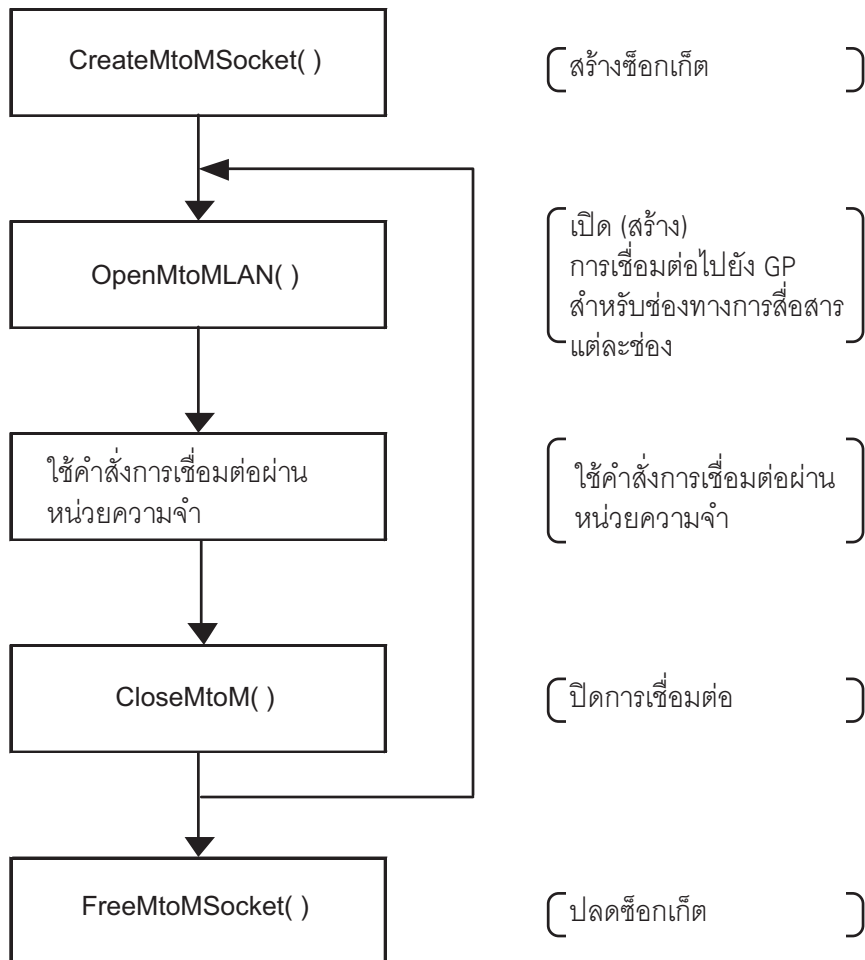 CreateMtoMSocket( )
สร้างซ็อกเก็ต
OpenMtoMLAN( )
เปิด (สร้าง)
การเชื่อมต่อไปยัง GP
สำหรับช่องทางการสื่อสาร
แต่ละช่อง
ใช้คำสั่งการเชื่อมต่อผ่าน
หน่วยความจำ
ใช้คำสั่งการเชื่อมต่อผ่าน
หน่วยความจำ
CloseMtoM( )
ปิดการเชื่อมต่อ
FreeMtoMSocket( )
ปลดซ็อกเก็ต